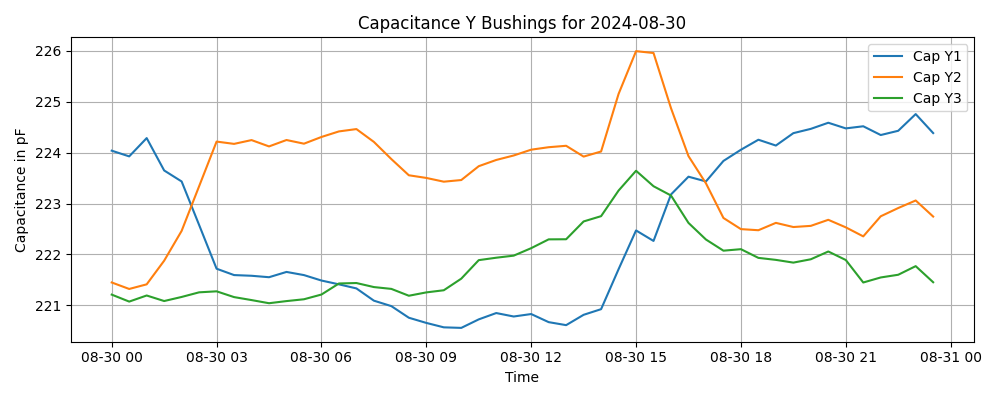 Capacitance Y Bushings for 2024-08-30
226
225
224
223
222
221
Capacitance in pF
Cap Y1
Cap Y2
Cap Y3
08-30 00 08-30 03 08-30 06 08-30 09 08-30 12 08-30 15 08-30 18 08-30 21 08-31 00
Time